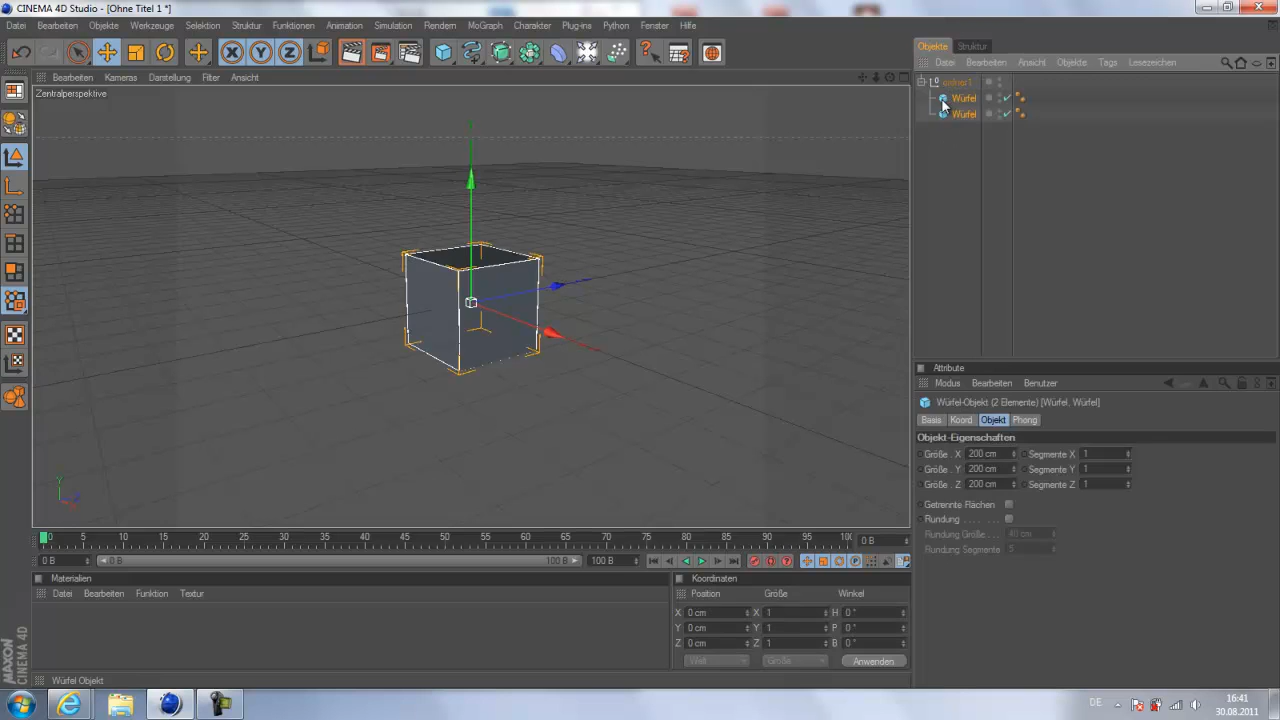 CINEMA 4D Studio - [Ohne Titel 1 *]
Datei Bearbeiten Objekte Werkzeuge Selektion Struktur Funktionen Animation Rendern MoGraph Charakter Plug-ins Python Fenster Hilfe
Objekte Struktur
Bearbeiten Kameras Darstellung Filter Ansicht
Datei Bearbeiten Ansicht Objekte Tags Lesezeichen
Zentralperspektive
Würfel
Würfel
Attribute
Modus Bearbeiten Benutzer
Würfel-Objekt (2 Elemente) [Würfel, Würfel]
Basis Koord Objekt Phong
Objekt-Eigenschaften
Größe . X 200 cm Segmente X 1
Größe . Y 200 cm Segmente Y 1
Größe . Z 200 cm Segmente Z 1
Getrennte Flächen
Rundung . . . . . .
Rundung Größe . . . 40 cm
Rundung Segmente 5
0 5 10 15 20 25 30 35 40 45 50 55 60 65 70 75 80 85 90 95 10 0 B
0 B 0 B 100 B 100 B
Materialien
Datei Bearbeiten Funktion Textur
Koordinaten
Position Größe Winkel
X 0 cm X 1 H 0 °
Y 0 cm Y 1 P 0 °
Z 0 cm Z 1 B 0 °
Welt Größe Anwenden
MAXON CINEMA 4D
Würfel Objekt
DE 16:41
30.08.2011